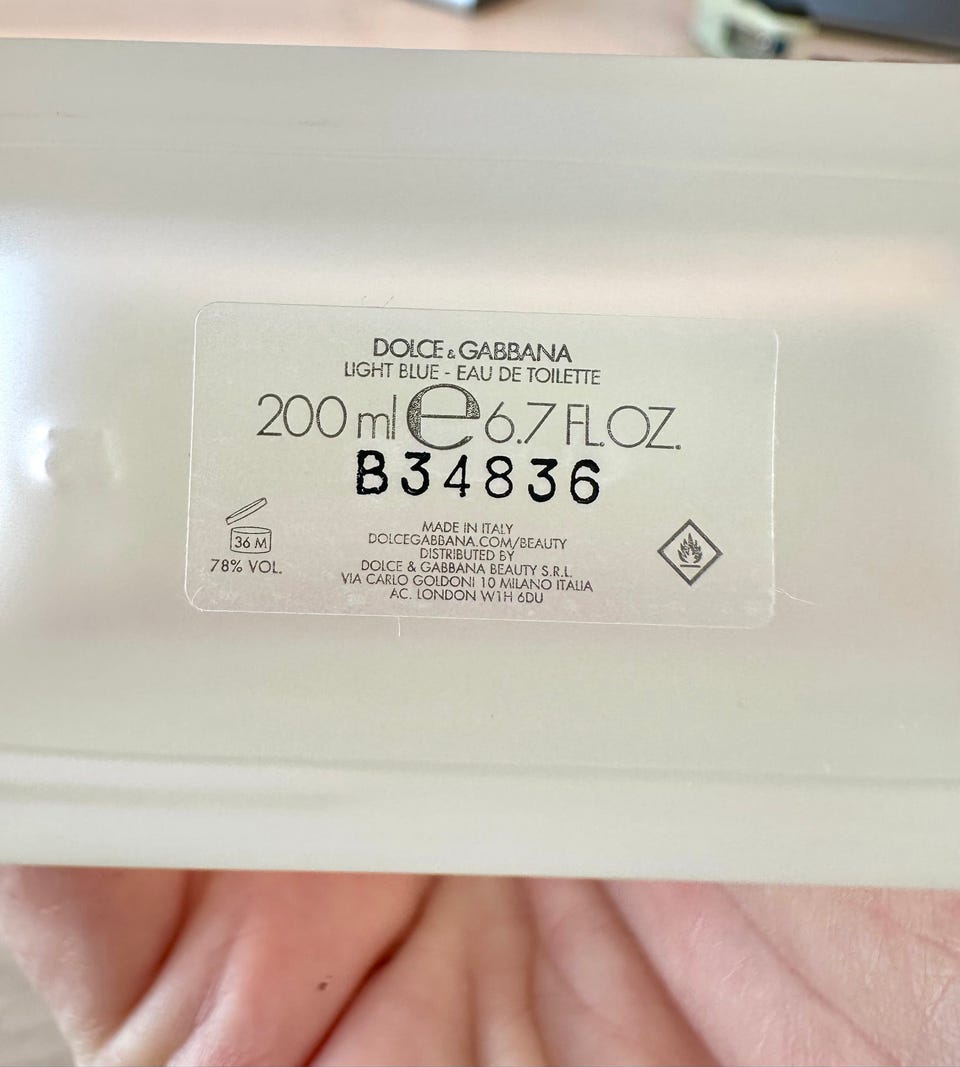 DOLCE & GABBANA
LIGHT BLUE - EAU DE TOILETTE
200 ml e 6.7 FL.OZ.
B34836
36 M
78% VOL.
MADE IN ITALY
DOLCEGABBANA.COM/BEAUTY
DISTRIBUTED BY
DOLCE & GABBANA BEAUTY S.R.L.
VIA CARLO GOLDONI 10 MILANO ITALIA
AC. LONDON W1H 6DU